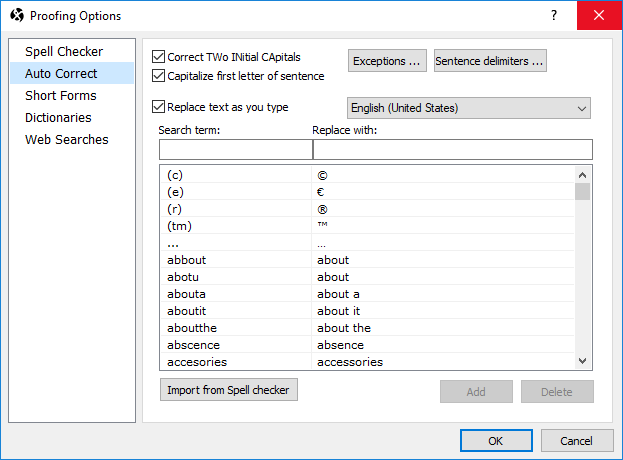 Proofing Options
?
Spell Checker
Auto Correct
Short Forms
Dictionaries
Web Searches
Correct TWo INitial CApitals
Exceptions ...
Sentence delimiters ...
Capitalize first letter of sentence
Replace text as you type
English (United States)
Search term: Replace with:
(c) ©
(e) €
(r) ®
(tm) ™
... …
abbout about
abotu about
abouta about a
aboutit about it
aboutthe about the
abscence absence
accesories accessories
Import from Spell checker
Add
Delete
OK
Cancel